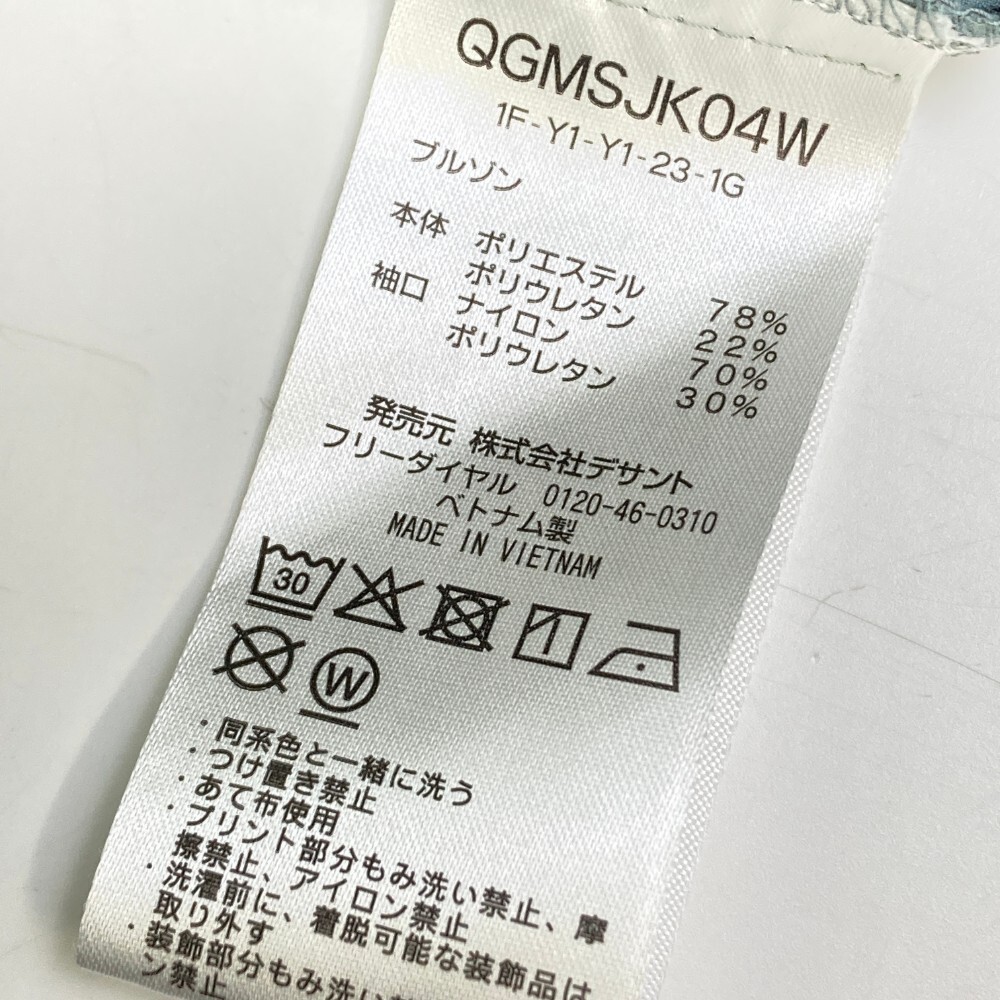 QGMSJK04W
1F-Y1-Y1-23-1G
ブルゾン
本体 ポリエステル 78%
ポリウレタン 22%
袖口 ナイロン 70%
ポリウレタン 30%
発売元 株式会社デサント
フリーダイヤル 0120-46-0310
ベトナム製
MADE IN VIETNAM
30
W
・同系色と一緒に洗う
・つけ置き禁止
・あて布使用
・プリント部分もみ洗い禁止、摩
擦禁止、アイロン禁止
・洗濯前に、着脱可能な装飾品は
取り外す
・装飾部分もみ洗い禁止
ン禁止